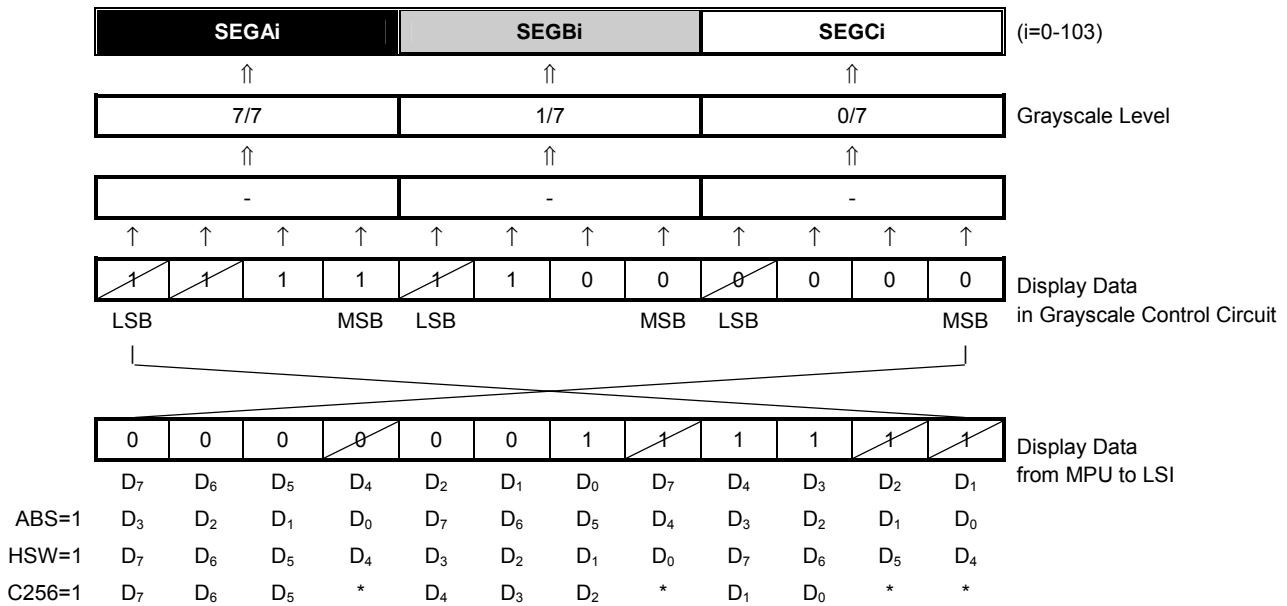 SEGAi SEGBi SEGCi (i=0-103)
⇑ ⇑ ⇑
7/7 1/7 0/7 Grayscale Level
⇑ ⇑ ⇑
- - -
↑ ↑ ↑ ↑ ↑ ↑ ↑ ↑ ↑ ↑ ↑ ↑
1 1 1 1 1 1 0 0 0 0 0 0 Display Data
LSB MSB LSB MSB LSB MSB in Grayscale Control Circuit
0 0 0 0 0 0 1 1 1 1 1 1 Display Data
from MPU to LSI
D7 D6 D5 D4 D2 D1 D0 D7 D4 D3 D2 D1
ABS=1 D3 D2 D1 D0 D7 D6 D5 D4 D3 D2 D1 D0
HSW=1 D7 D6 D5 D4 D3 D2 D1 D0 D7 D6 D5 D4
C256=1 D7 D6 D5 * D4 D3 D2 * D1 D0 * *